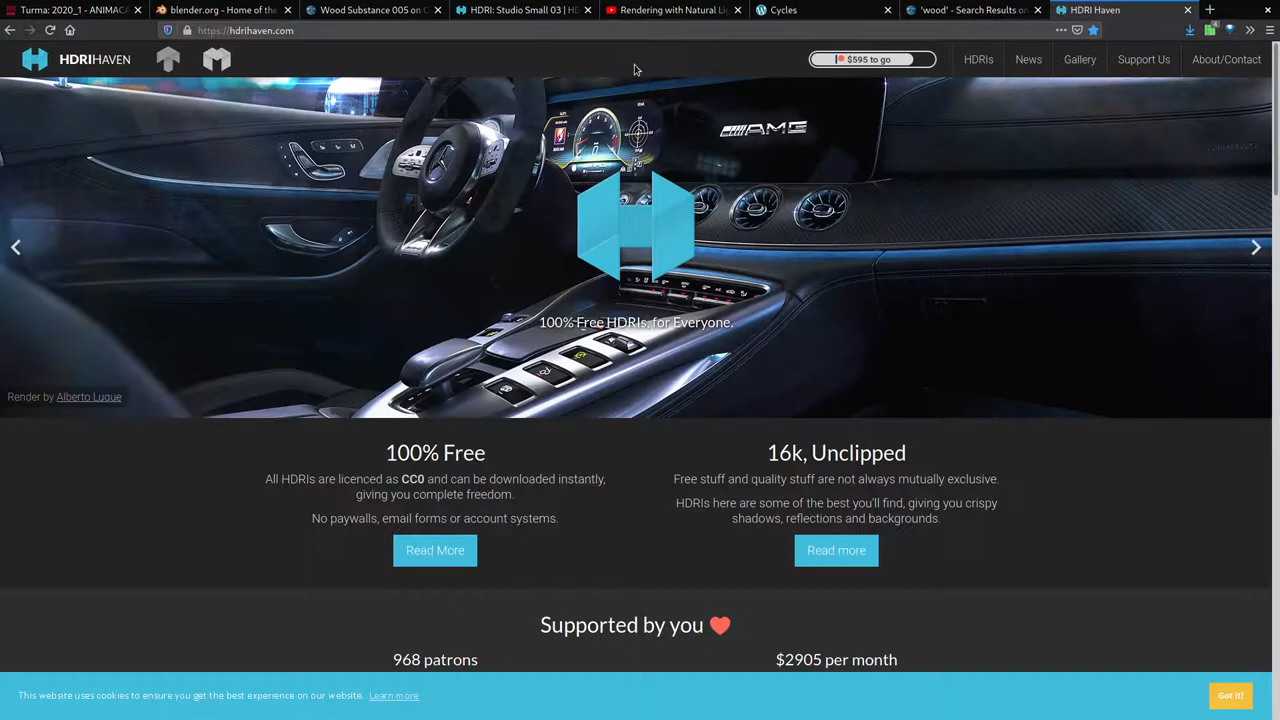 Turma: 2020_1 - ANIMACA
blender.org - Home of the
Wood Substance 005 on C
HDRI: Studio Small 03 | HD
Rendering with Natural Li
Cycles
'wood' - Search Results on
HDRI Haven
https://hdrihaven.com
4
HDRIHAVEN
$595 to go
HDRIs
News
Gallery
Support Us
About/Contact
AMG
100% Free HDRIs, for Everyone.
Render by Alberto Luque
100% Free
All HDRIs are licenced as CC0 and can be downloaded instantly,
giving you complete freedom.
No paywalls, email forms or account systems.
Read More
16k, Unclipped
Free stuff and quality stuff are not always mutually exclusive.
HDRIs here are some of the best you'll find, giving you crispy
shadows, reflections and backgrounds.
Read more
Supported by you
968 patrons
$2905 per month
This website uses cookies to ensure you get the best experience on our website. Learn more
Got it!